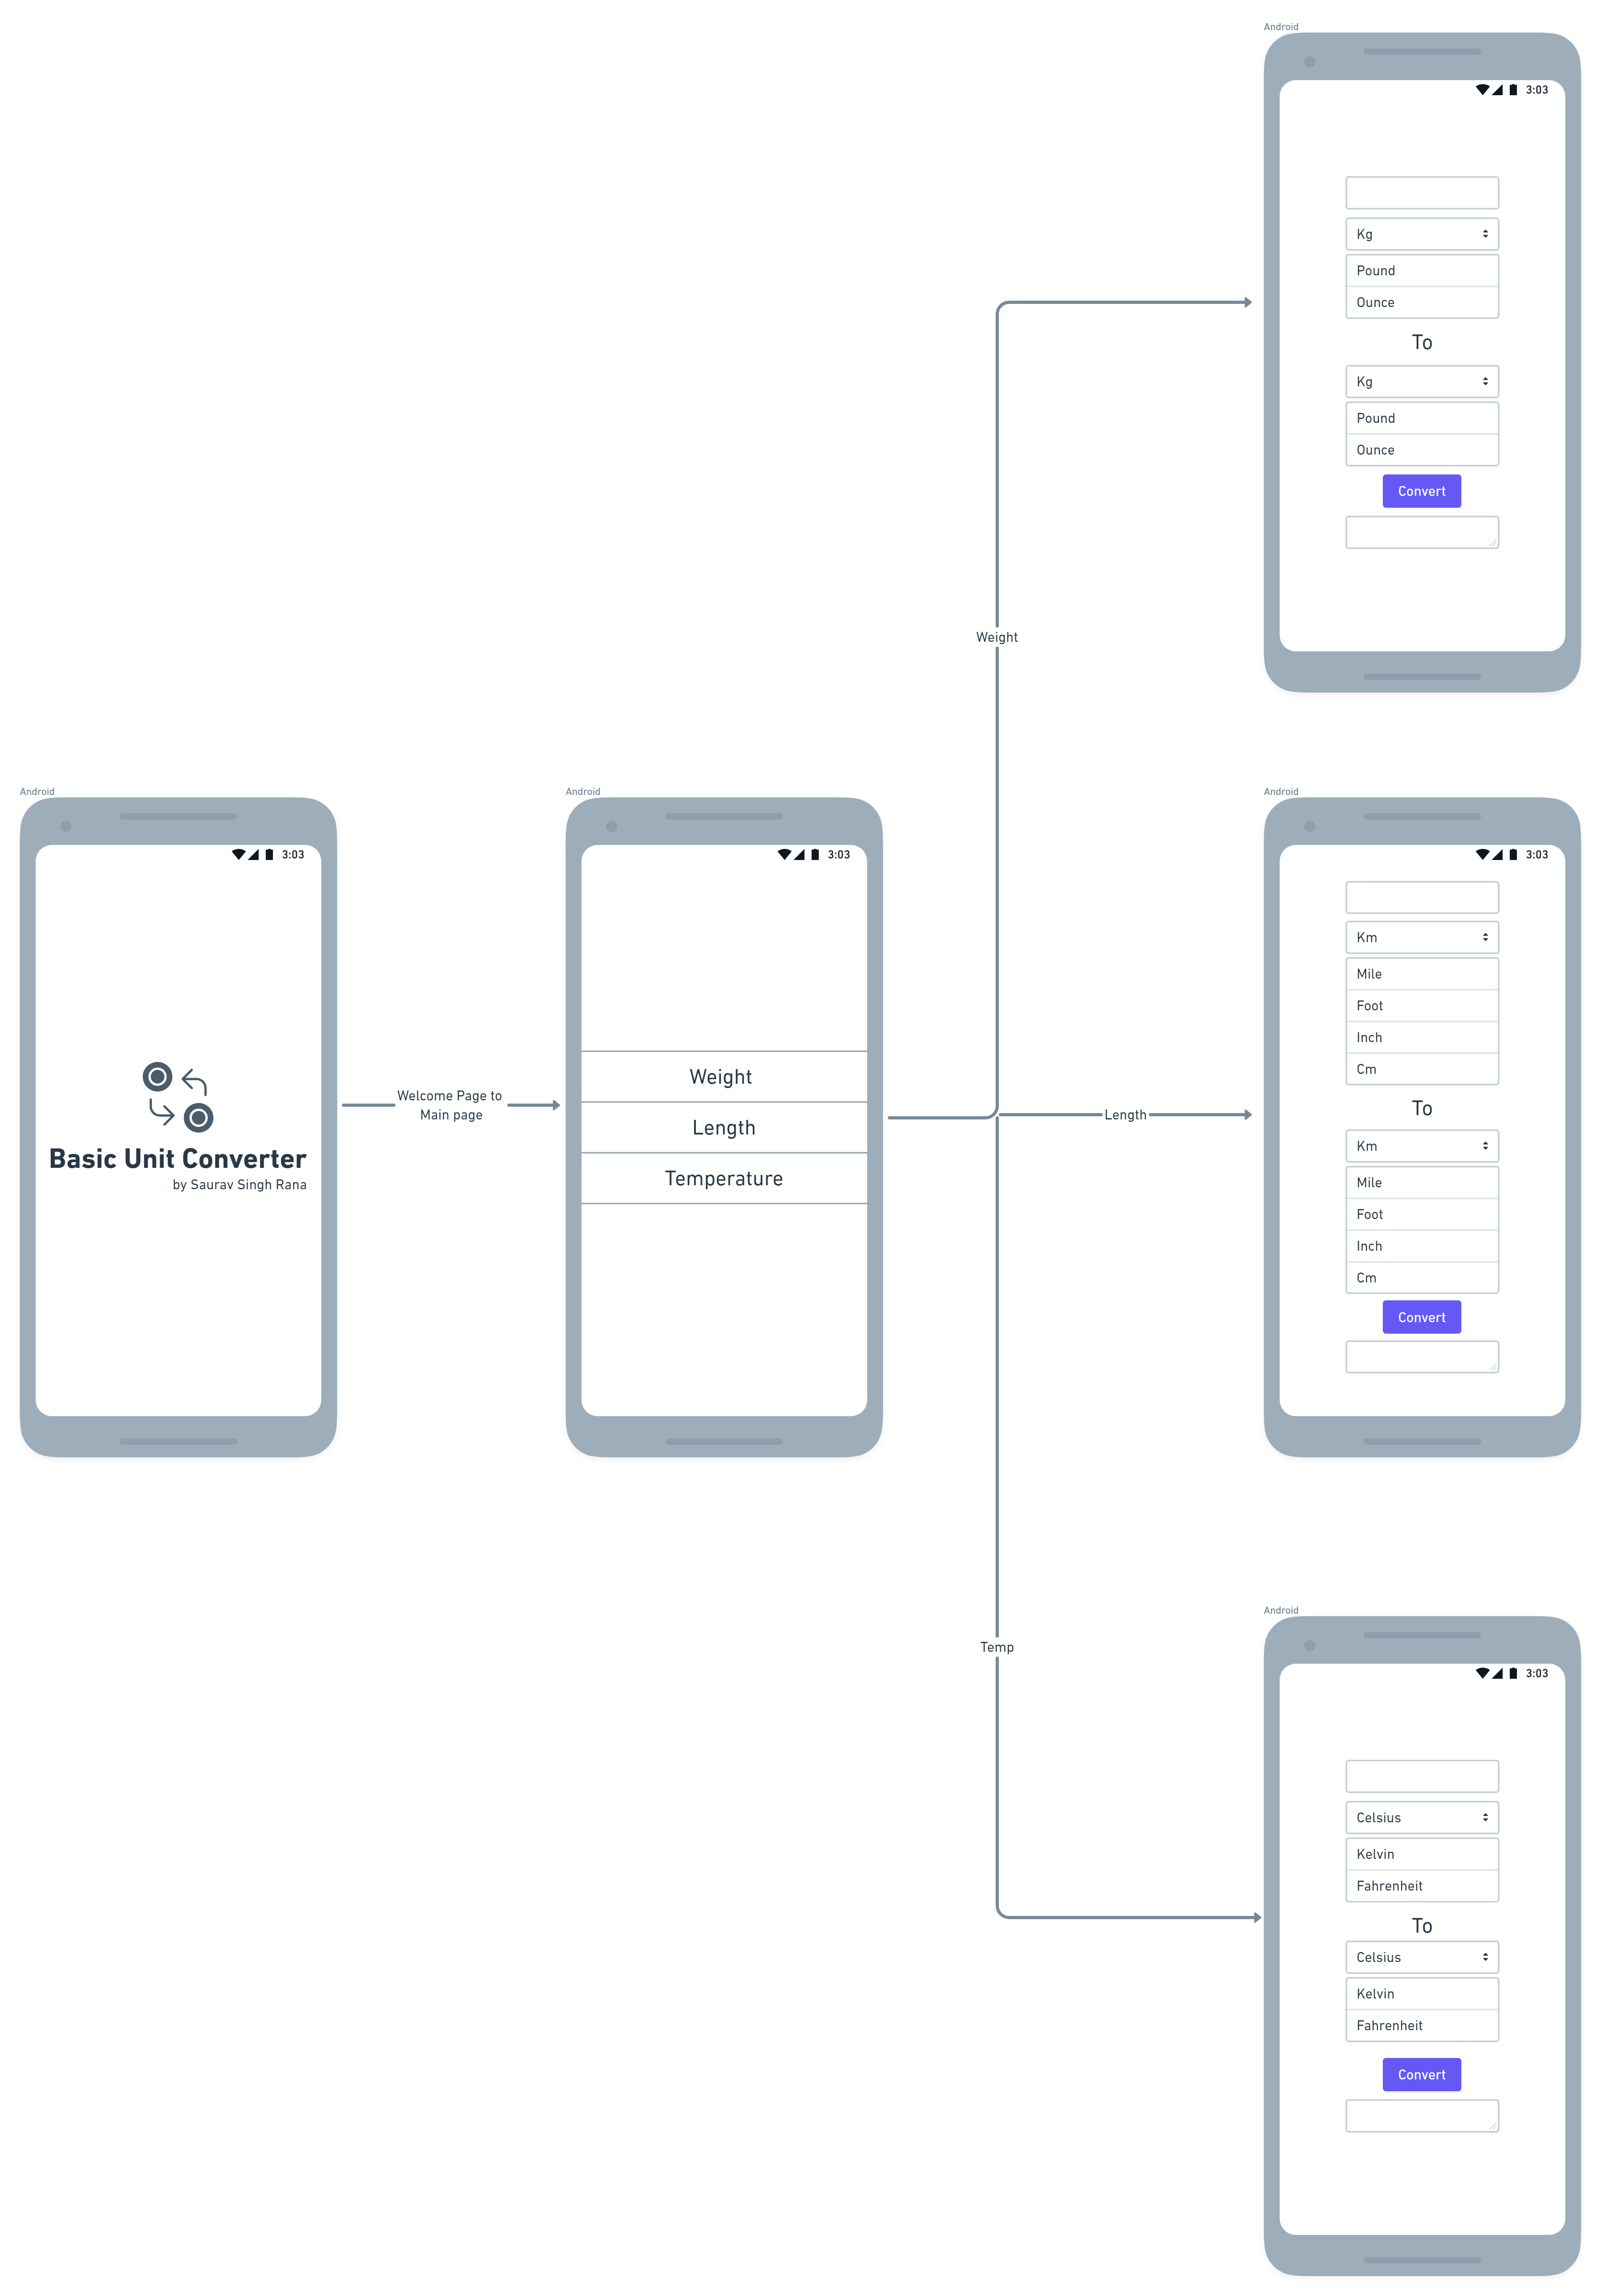 Android
3:03
Kg
Pound
Ounce
To
Kg
Pound
Ounce
Convert
Weight
Android
3:03
Basic Unit Converter
by Saurav Singh Rana
Welcome Page to
Main page
Android
3:03
Weight
Length
Temperature
Length
Android
3:03
Km
Mile
Foot
Inch
Cm
To
Km
Mile
Foot
Inch
Cm
Convert
Temp
Android
3:03
Celsius
Kelvin
Fahrenheit
To
Celsius
Kelvin
Fahrenheit
Convert